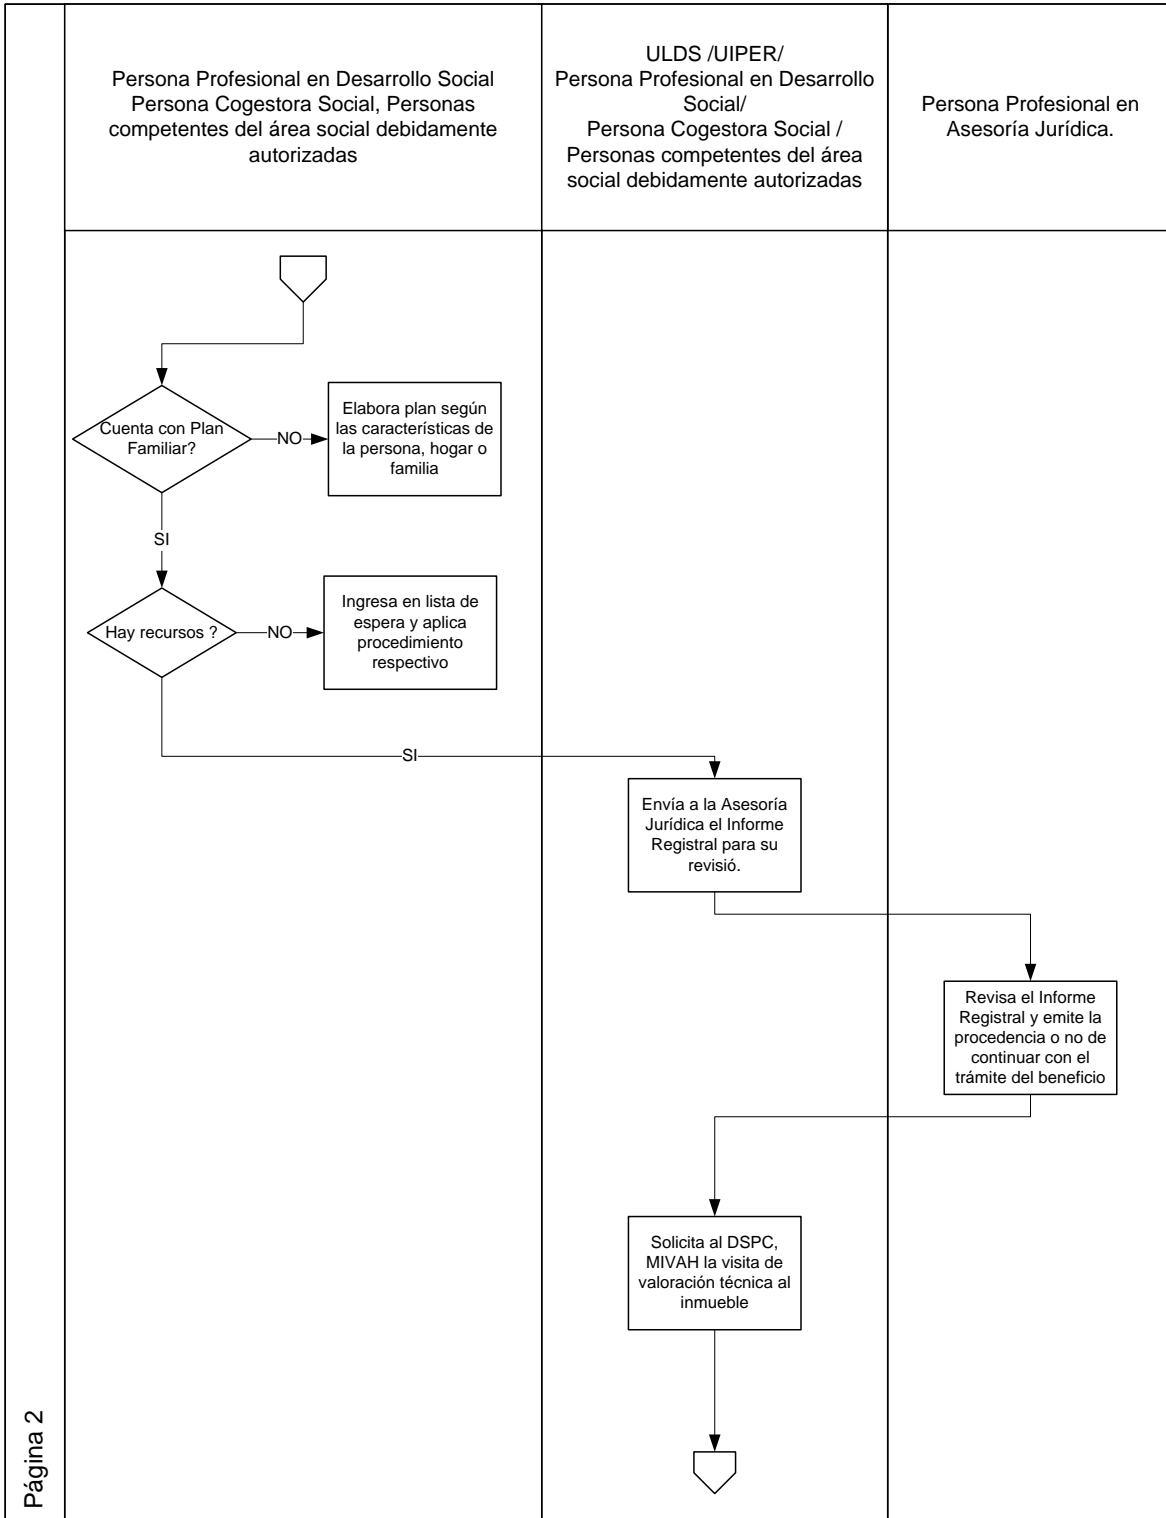 Persona Profesional en Desarrollo Social
Persona Cogestora Social, Personas
competentes del área social debidamente
autorizadas
ULDS /UIPER/
Persona Profesional en Desarrollo
Social/
Persona Cogestora Social /
Personas competentes del área
social debidamente autorizadas
Persona Profesional en
Asesoría Jurídica.
Cuenta con Plan
Familiar?
NO
Elabora plan según
las características de
la persona, hogar o
familia
SI
Hay recursos ?
NO
Ingresa en lista de
espera y aplica
procedimiento
respectivo
SI
Envía a la Asesoría
Jurídica el Informe
Registral para su
revisió.
Revisa el Informe
Registral y emite la
procedencia o no de
continuar con el
trámite del beneficio
Solicita al DSPC,
MIVAH la visita de
valoración técnica al
inmueble
Página 2